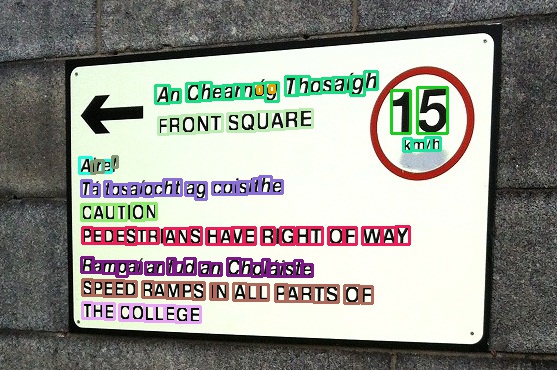 An Chearnóg Thosaigh
FRONT SQUARE
15
km/h
Aire!
Tá tosaíocht ag coisithe
CAUTION
PEDESTRIANS HAVE RIGHT OF WAY
Rampaí ar fud an Choláiste
SPEED RAMPS IN ALL PARTS OF
THE COLLEGE